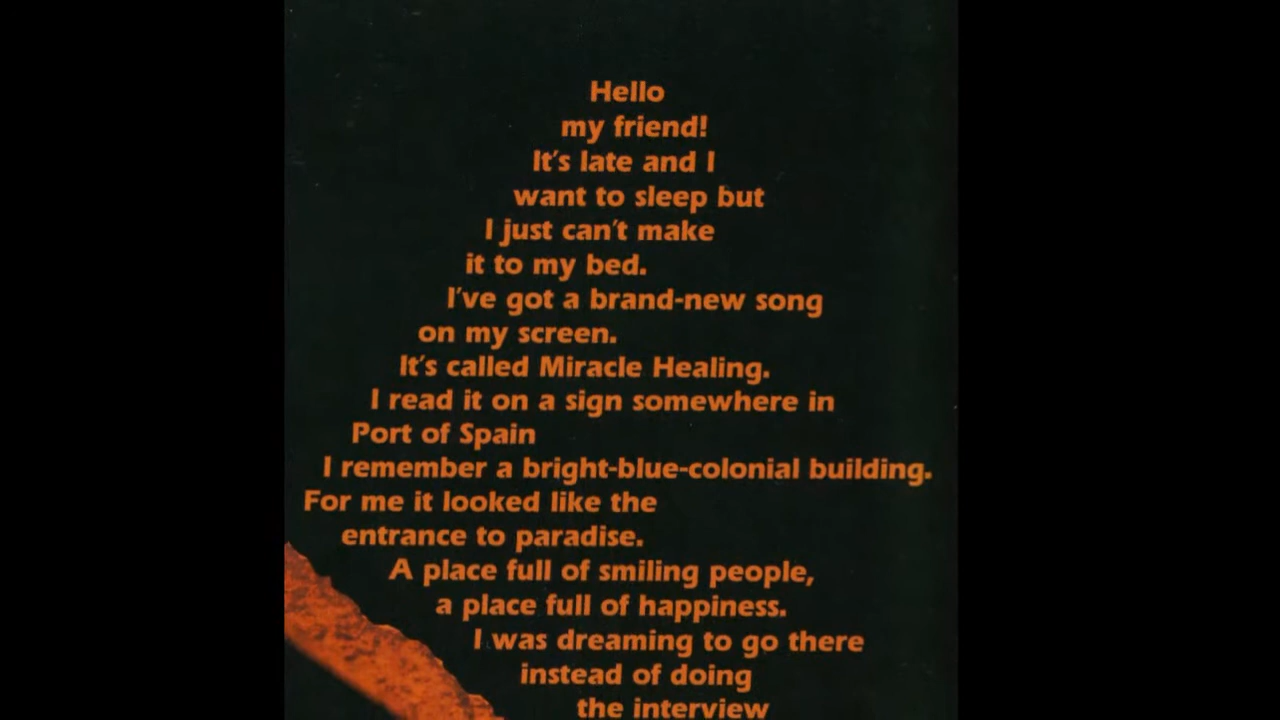 Hello
my friend!
It's late and I
want to sleep but
I just can't make
it to my bed.
I've got a brand-new song
on my screen.
It's called Miracle Healing.
I read it on a sign somewhere in
Port of Spain
I remember a bright-blue-colonial building.
For me it looked like the
entrance to paradise.
A place full of smiling people,
a place full of happiness.
I was dreaming to go there
instead of doing
the interview